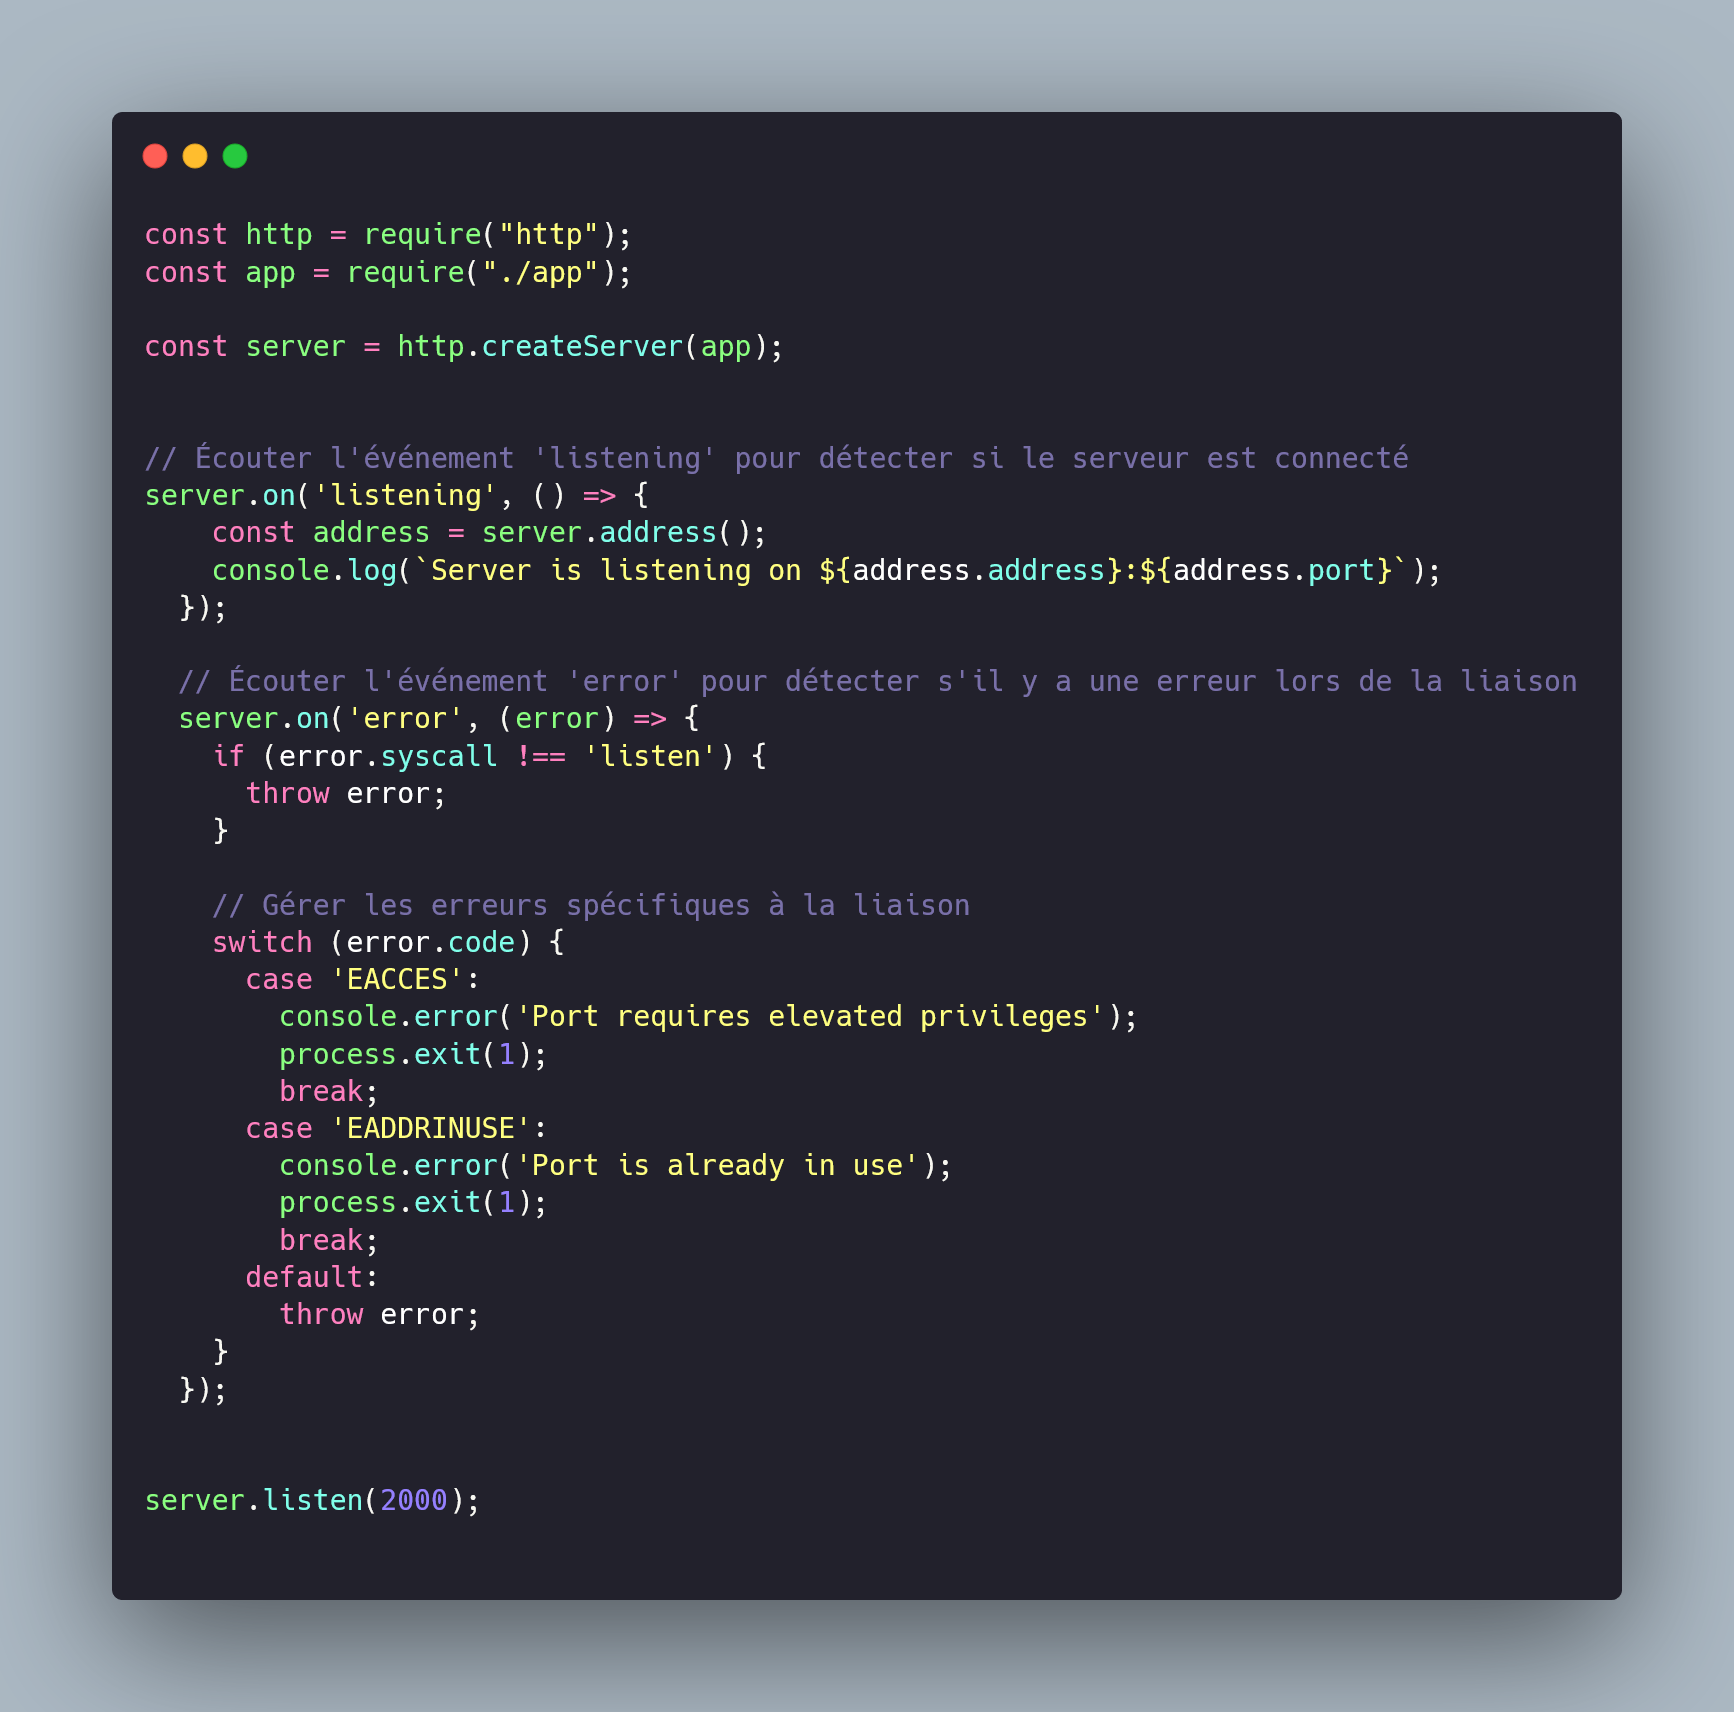 const http = require("http");
const app = require("./app");

const server = http.createServer(app);


// Écouter l'événement 'listening' pour détecter si le serveur est connecté
server.on('listening', () => {
    const address = server.address();
    console.log(`Server is listening on ${address.address}:${address.port}`);
  });

  // Écouter l'événement 'error' pour détecter s'il y a une erreur lors de la liaison
  server.on('error', (error) => {
    if (error.syscall !== 'listen') {
      throw error;
    }

    // Gérer les erreurs spécifiques à la liaison
    switch (error.code) {
      case 'EACCES':
        console.error('Port requires elevated privileges');
        process.exit(1);
        break;
      case 'EADDRINUSE':
        console.error('Port is already in use');
        process.exit(1);
        break;
      default:
        throw error;
    }
  });


server.listen(2000);